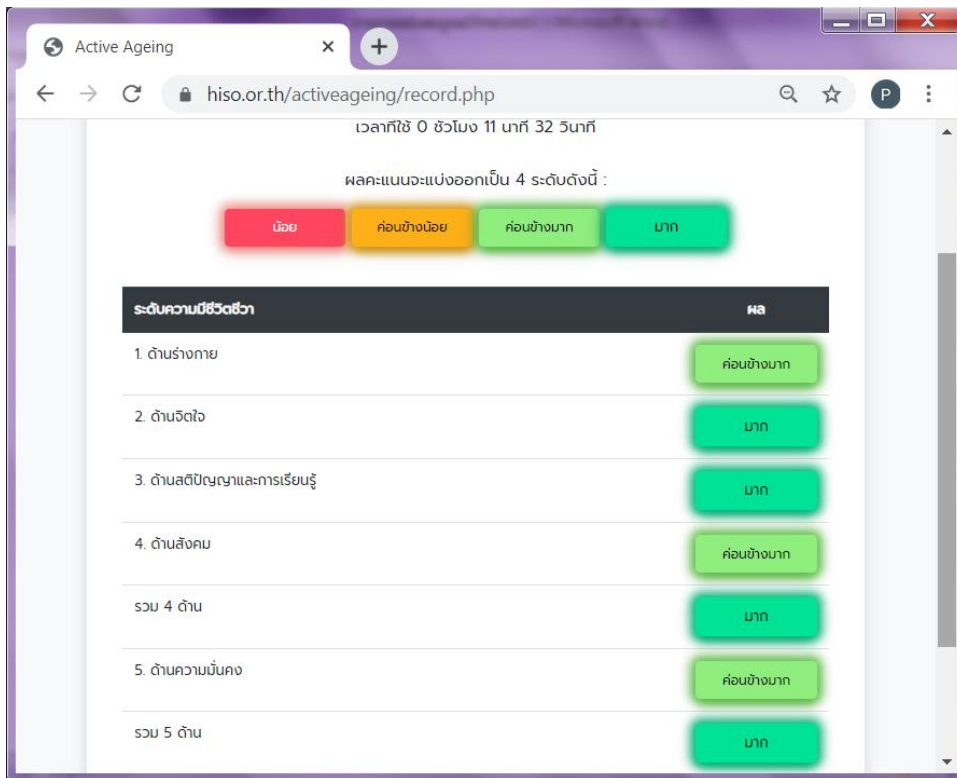 Active Ageing
hiso.or.th/activeageing/record.php
P
เวลาที่ใช้ 0 ชั่วโมง 11 นาที 32 วินาที
ผลคะแนนจะแบ่งออกเป็น 4 ระดับดังนี้ :
น้อย ค่อนข้างน้อย ค่อนข้างมาก มาก
ระดับความมีชีวิตชีวา ผล
1. ด้านร่างกาย ค่อนข้างมาก
2. ด้านจิตใจ มาก
3. ด้านสติปัญญาและการเรียนรู้ มาก
4. ด้านสังคม ค่อนข้างมาก
รวม 4 ด้าน มาก
5. ด้านความมั่นคง ค่อนข้างมาก
รวม 5 ด้าน มาก